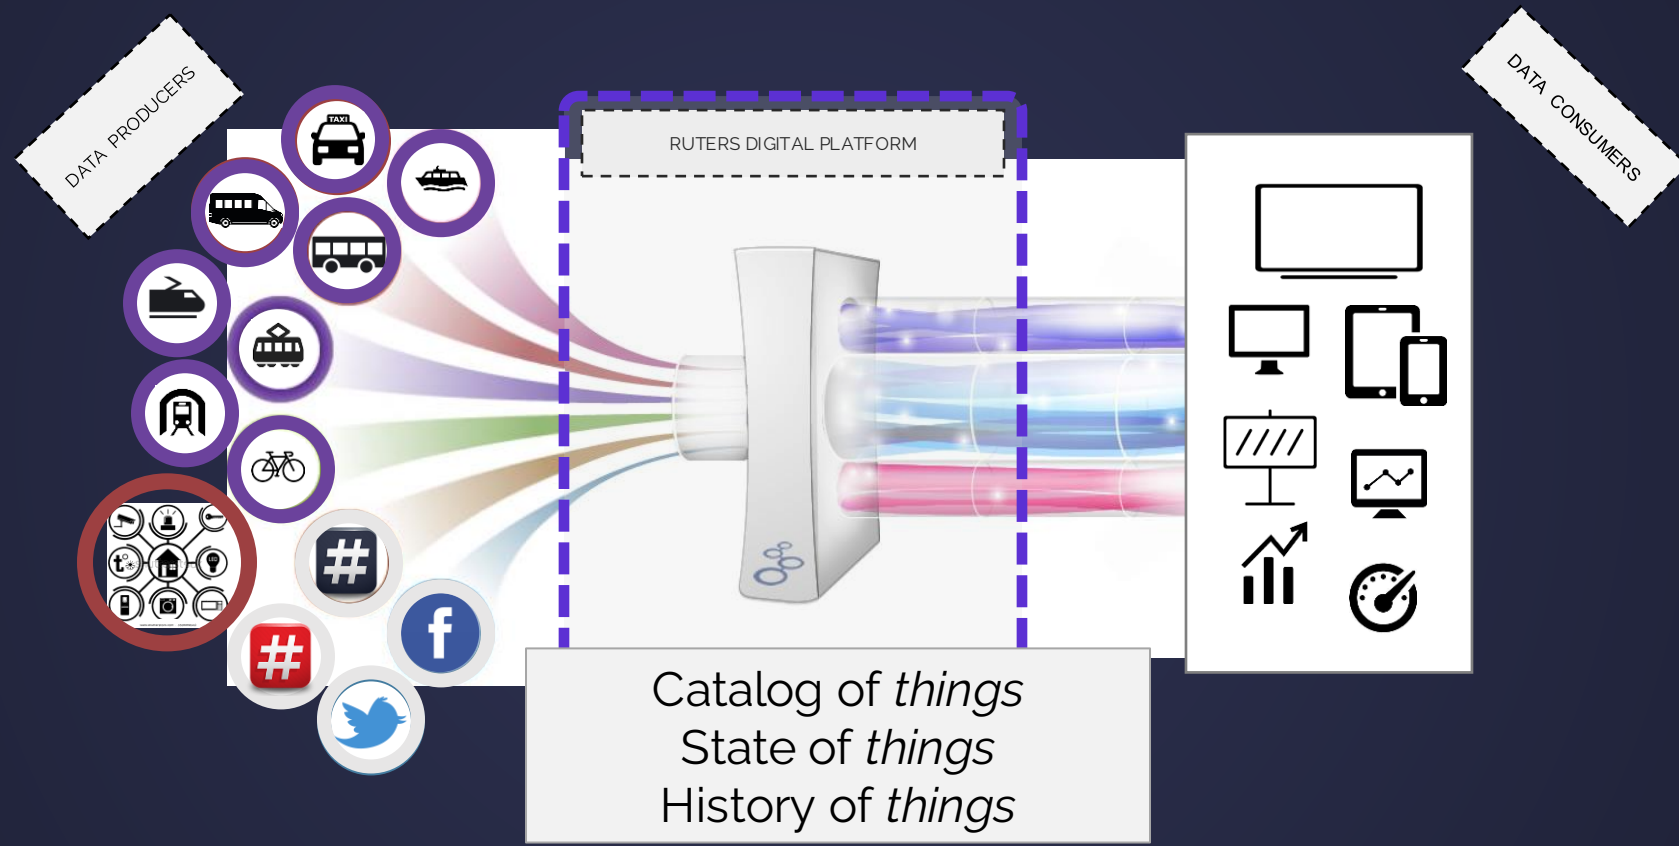 DATA PRODUCERS
DATA CONSUMERS
TAXI
RUTERS DIGITAL PLATFORM
#
f
#
Catalog of things
State of things
History of things